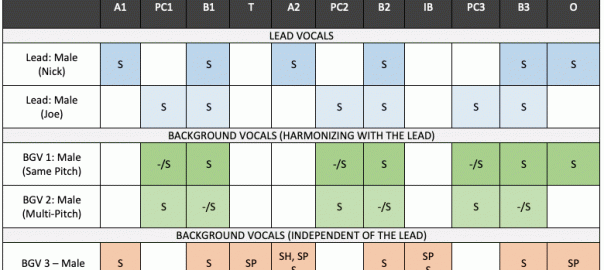 A1 PC1 B1 T A2 PC2 B2 IB PC3 B3 O
LEAD VOCALS
Lead: Male
(Nick) S S S S S S
Lead: Male
(Joe) S S S S S S
BACKGROUND VOCALS (HARMONIZING WITH THE LEAD)
BGV 1: Male
(Same Pitch) -/S S -/S S -/S S S
BGV 2: Male
(Multi-Pitch) S -/S S -/S S -/S
BACKGROUND VOCALS (INDEPENDENT OF THE LEAD)
BGV 3 – Male S S SP SH, SP S SP S SP